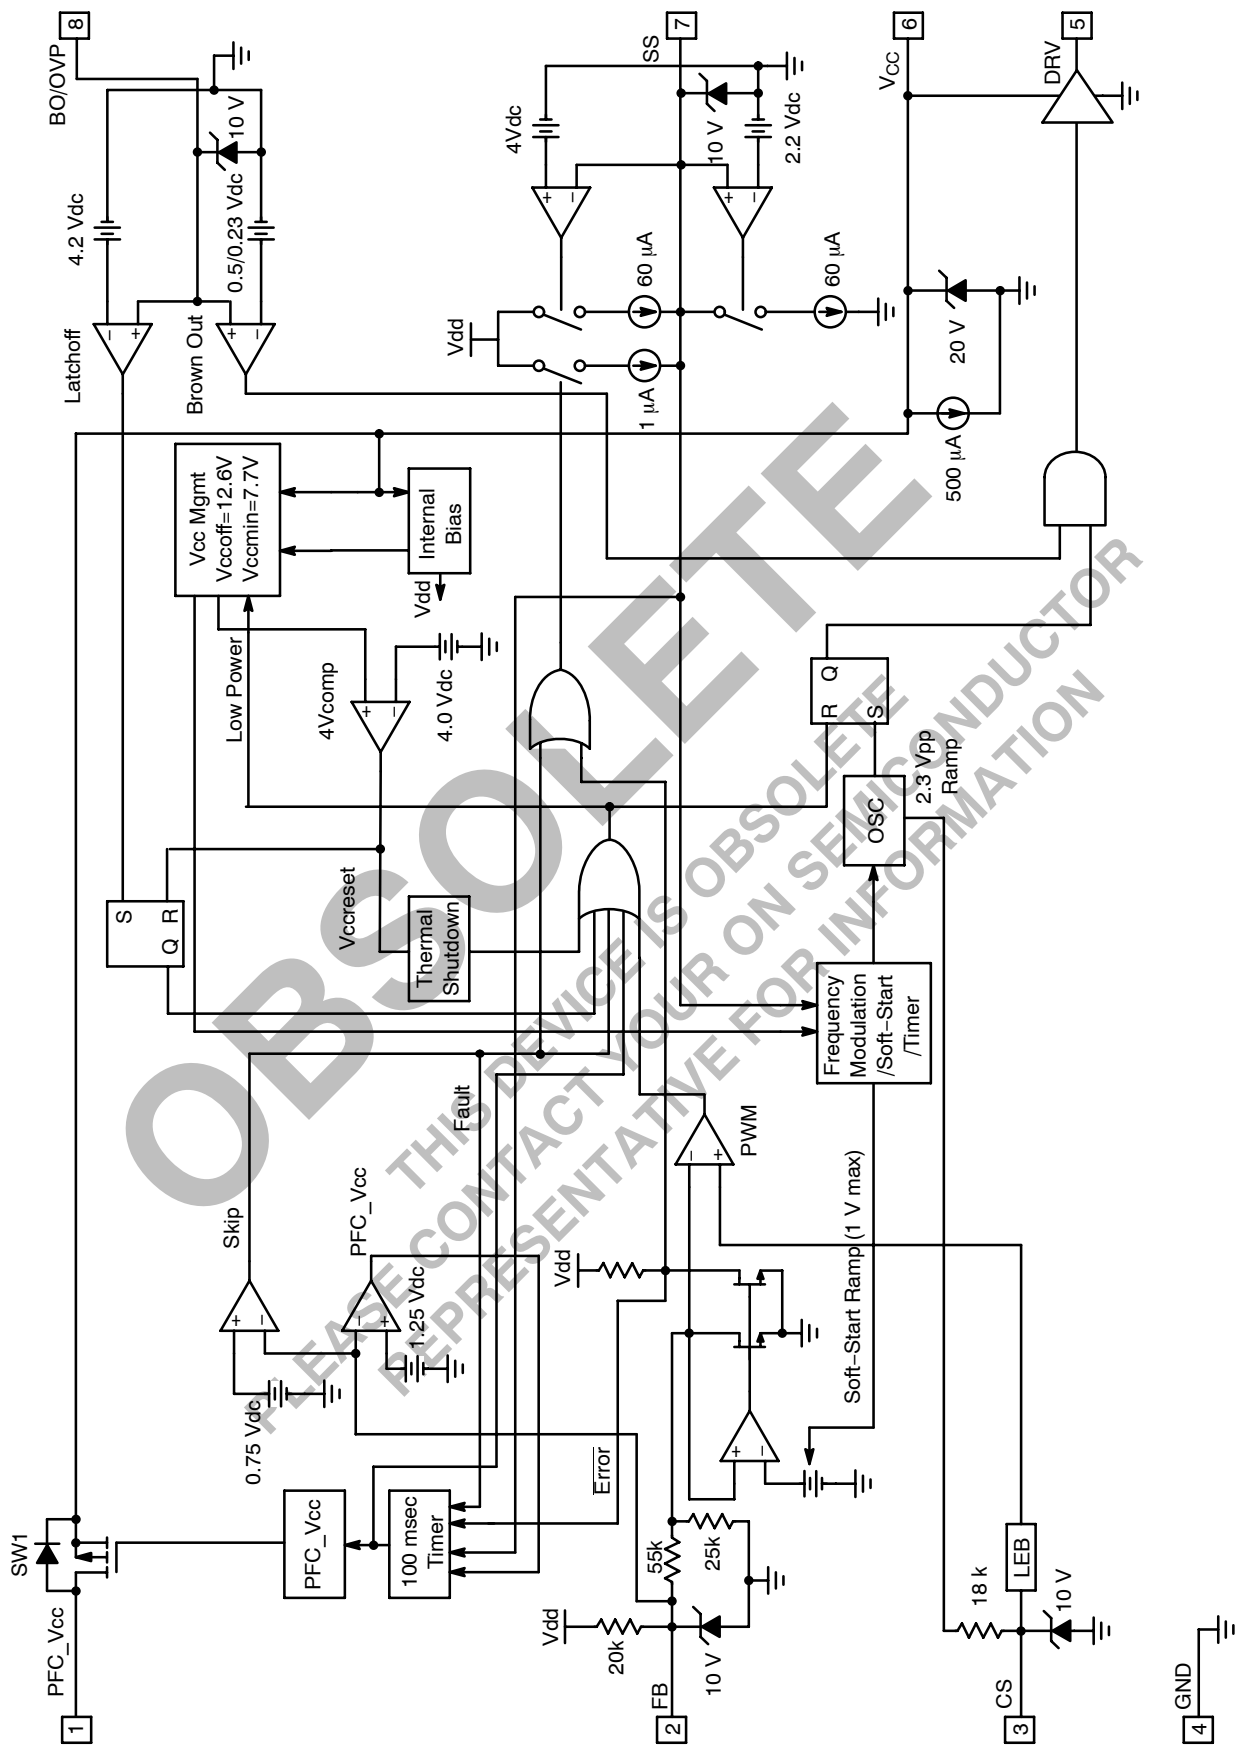 8
BO/OVP
4.2 Vdc
10 V
0.5/0.23 Vdc
Latchoff
Brown Out
7
SS
4Vdc
10 V
2.2 Vdc
60 µA
60 µA
Vdd
1 µA
6
VCC
20 V
500 µA
5
DRV
Vcc Mgmt
Vccoff=12.6V
Vccmin=7.7V
Internal
Bias
Vdd
Low Power
4Vcomp
4.0 Vdc
S
R
Q
Vccreset
Thermal
Shutdown
R
Q
S
OSC
2.3 Vpp
Ramp
Frequency
Modulation
/Soft–Start
/Timer
Skip
0.75 Vdc
PFC_Vcc
1.25 Vdc
Fault
PWM
Vdd
Soft–Start Ramp (1 V max)
Error
SW1
PFC_Vcc
PFC_Vcc
100 msec
Timer
1
Vdd
20k
55k
25k
10 V
FB
2
LEB
18 k
10 V
CS
3
GND
4
+
–
+
–
+
–
+
–
+
–
+
–
+
–
+
–
+
–
OBSOLETE
THIS DEVICE IS OBSOLETE
PLEASE CONTACT YOUR ON SEMICONDUCTOR
REPRESENTATIVE FOR INFORMATION